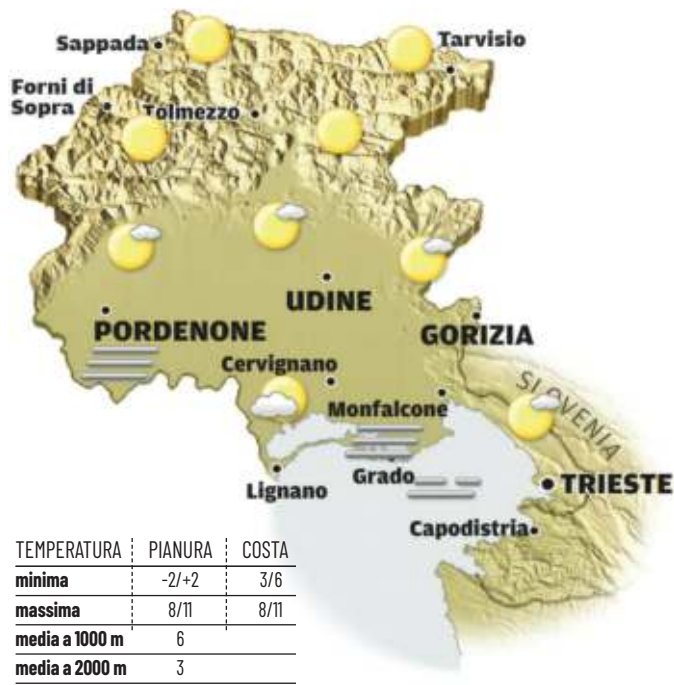 Sappada
Tarvisio
Forni di
Sopra
Tolmezzo
UDINE
PORDENONE
GORIZIA
Cervignano
SLOVENIA
Monfalcone
Grado
Lignano
TRIESTE
Capodistria
TEMPERATURA PIANURA COSTA
minima -2/+2 3/6
massima 8/11 8/11
media a 1000 m 6
media a 2000 m 3